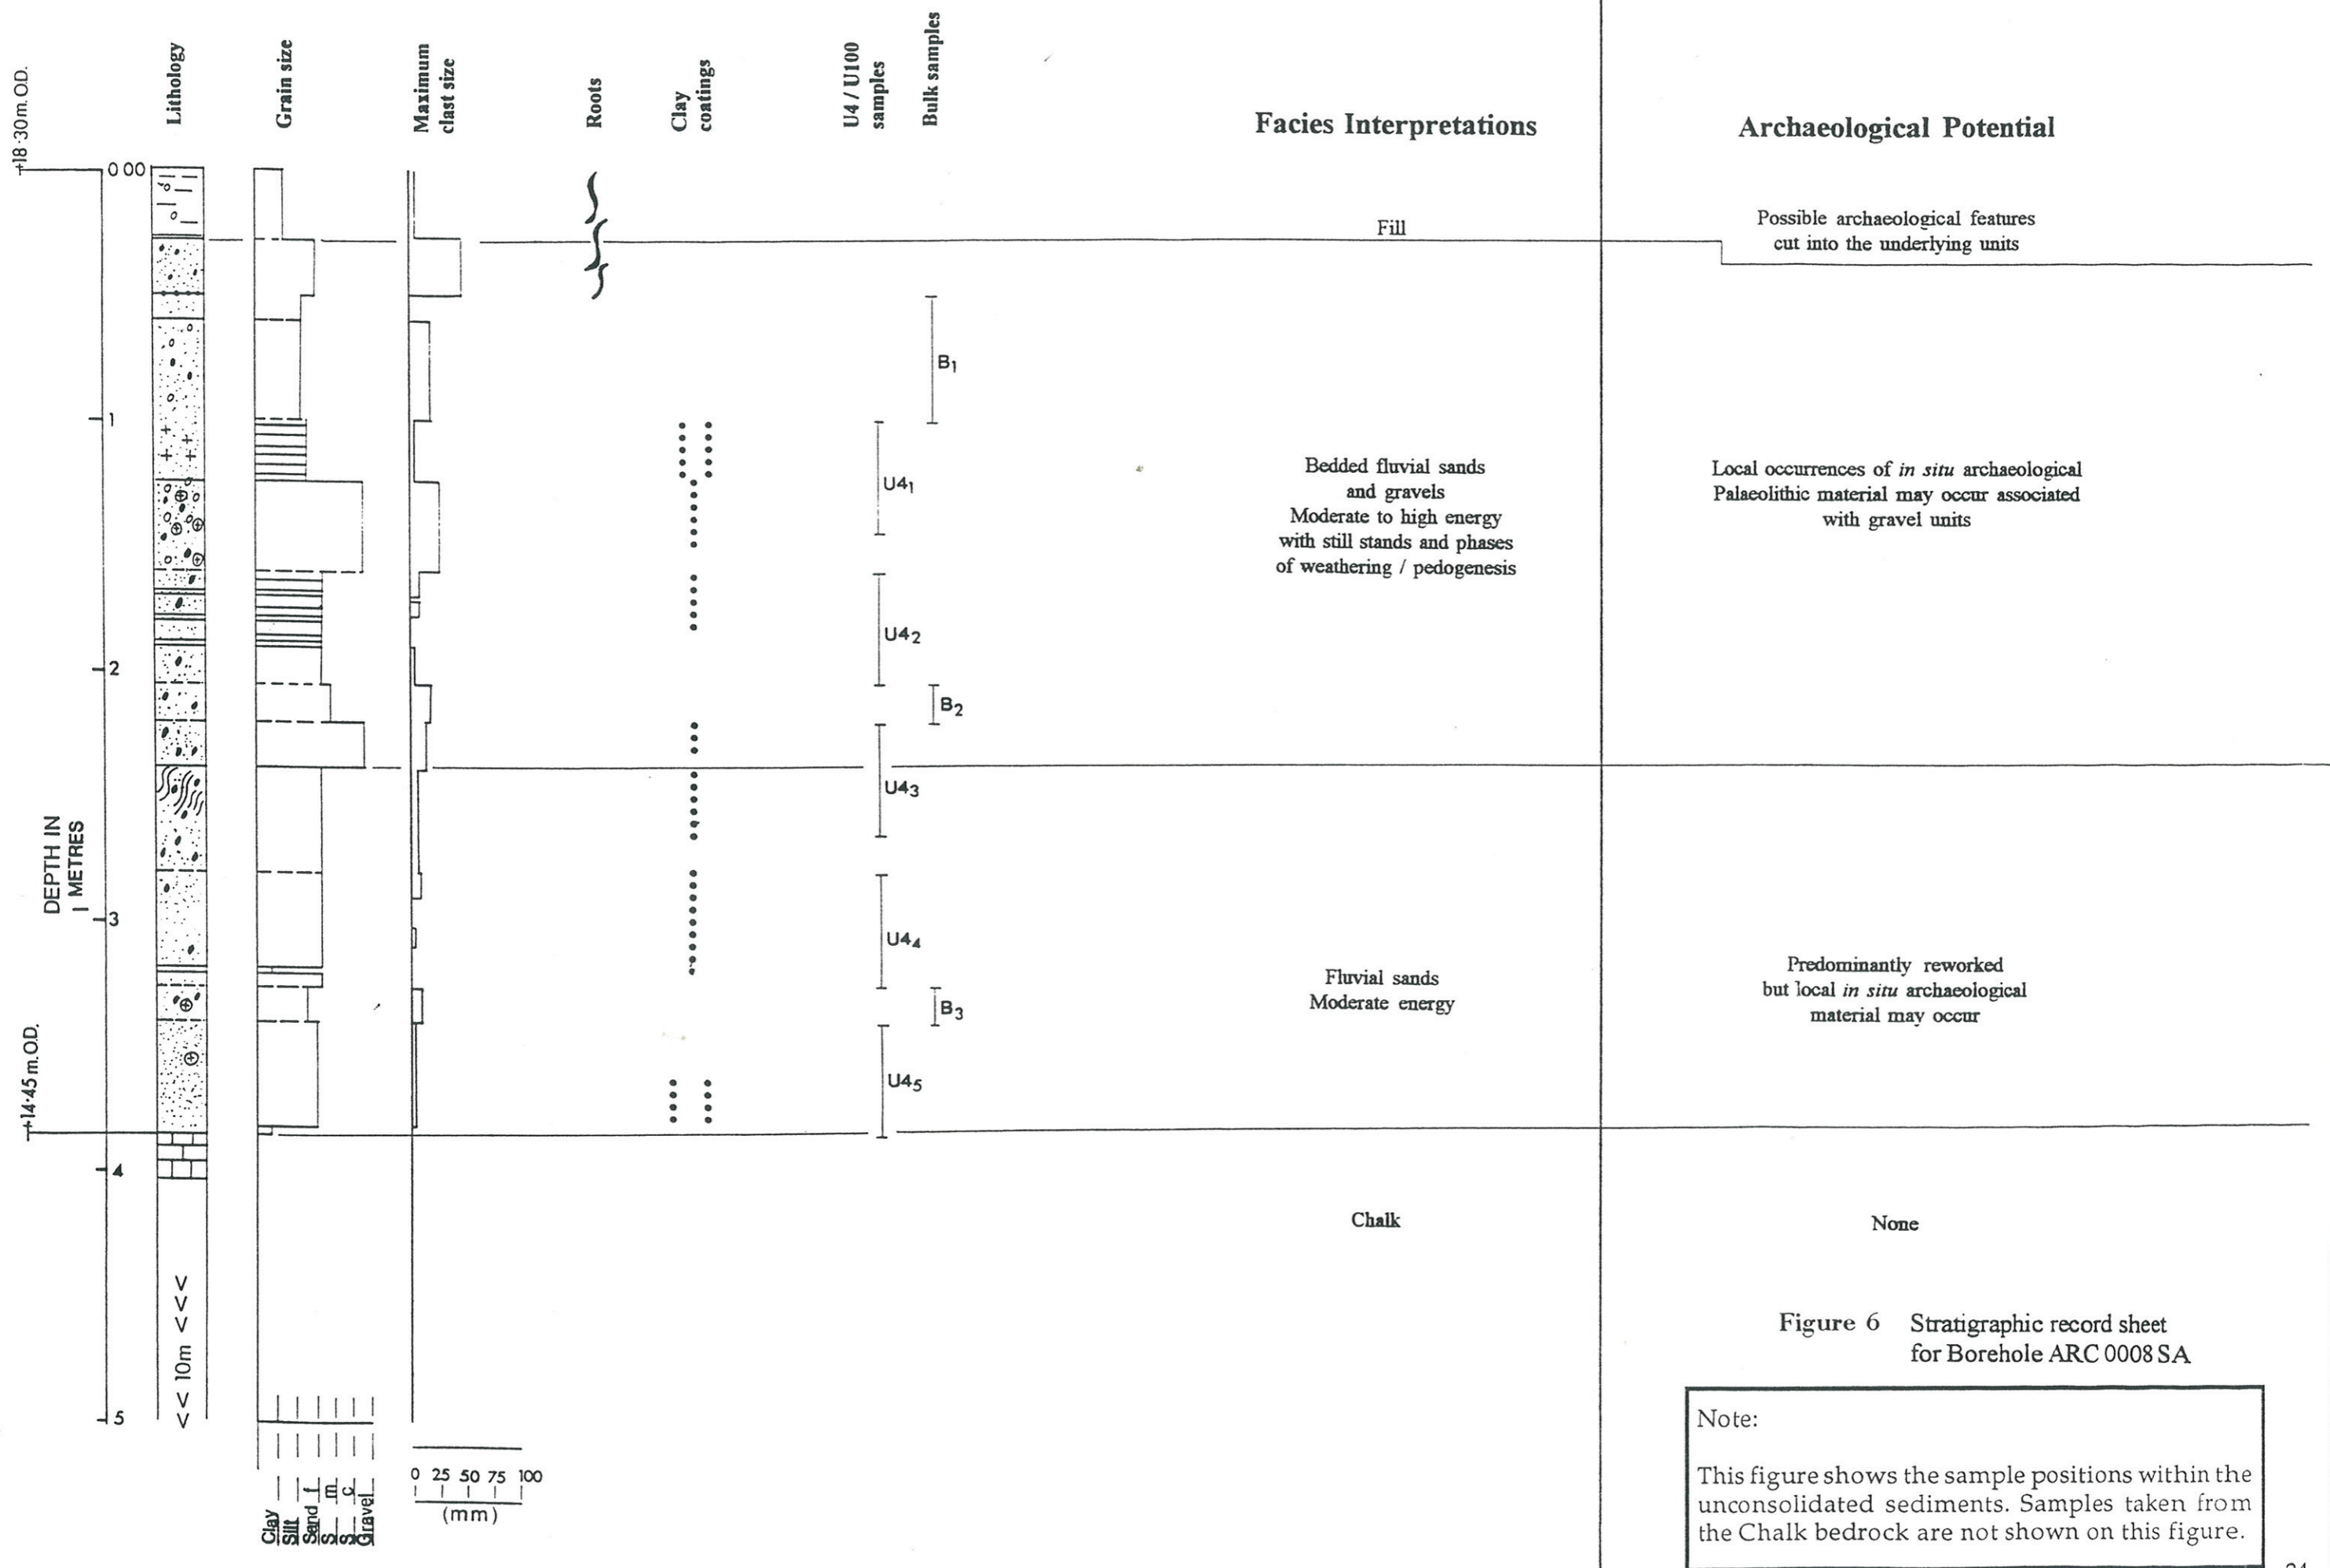 +18·30m.O.D.
Lithology
Grain size
Maximum
clast size
Roots
Clay
coatings
U4 / U100
samples
Bulk samples
Facies Interpretations
Archaeological Potential
0 00
Fill
Possible archaeological features
cut into the underlying units
B1
1
U41
Bedded fluvial sands
and gravels
Moderate to high energy
with still stands and phases
of weathering / pedogenesis
Local occurrences of in situ archaeological
Palaeolithic material may occur associated
with gravel units
U42
2
B2
U43
DEPTH IN
METRES
3
U44
Fluvial sands
Moderate energy
Predominantly reworked
but local in situ archaeological
material may occur
B3
+14·45m.O.D.
U45
4
Chalk
None
<< 10m <<<
5
Figure 6 Stratigraphic record sheet
for Borehole ARC 0008 SA
Note:
This figure shows the sample positions within the
unconsolidated sediments. Samples taken from
the Chalk bedrock are not shown on this figure.
0 25 50 75 100
(mm)
Clay
Silt
Sand f
S m
S c
Gravel